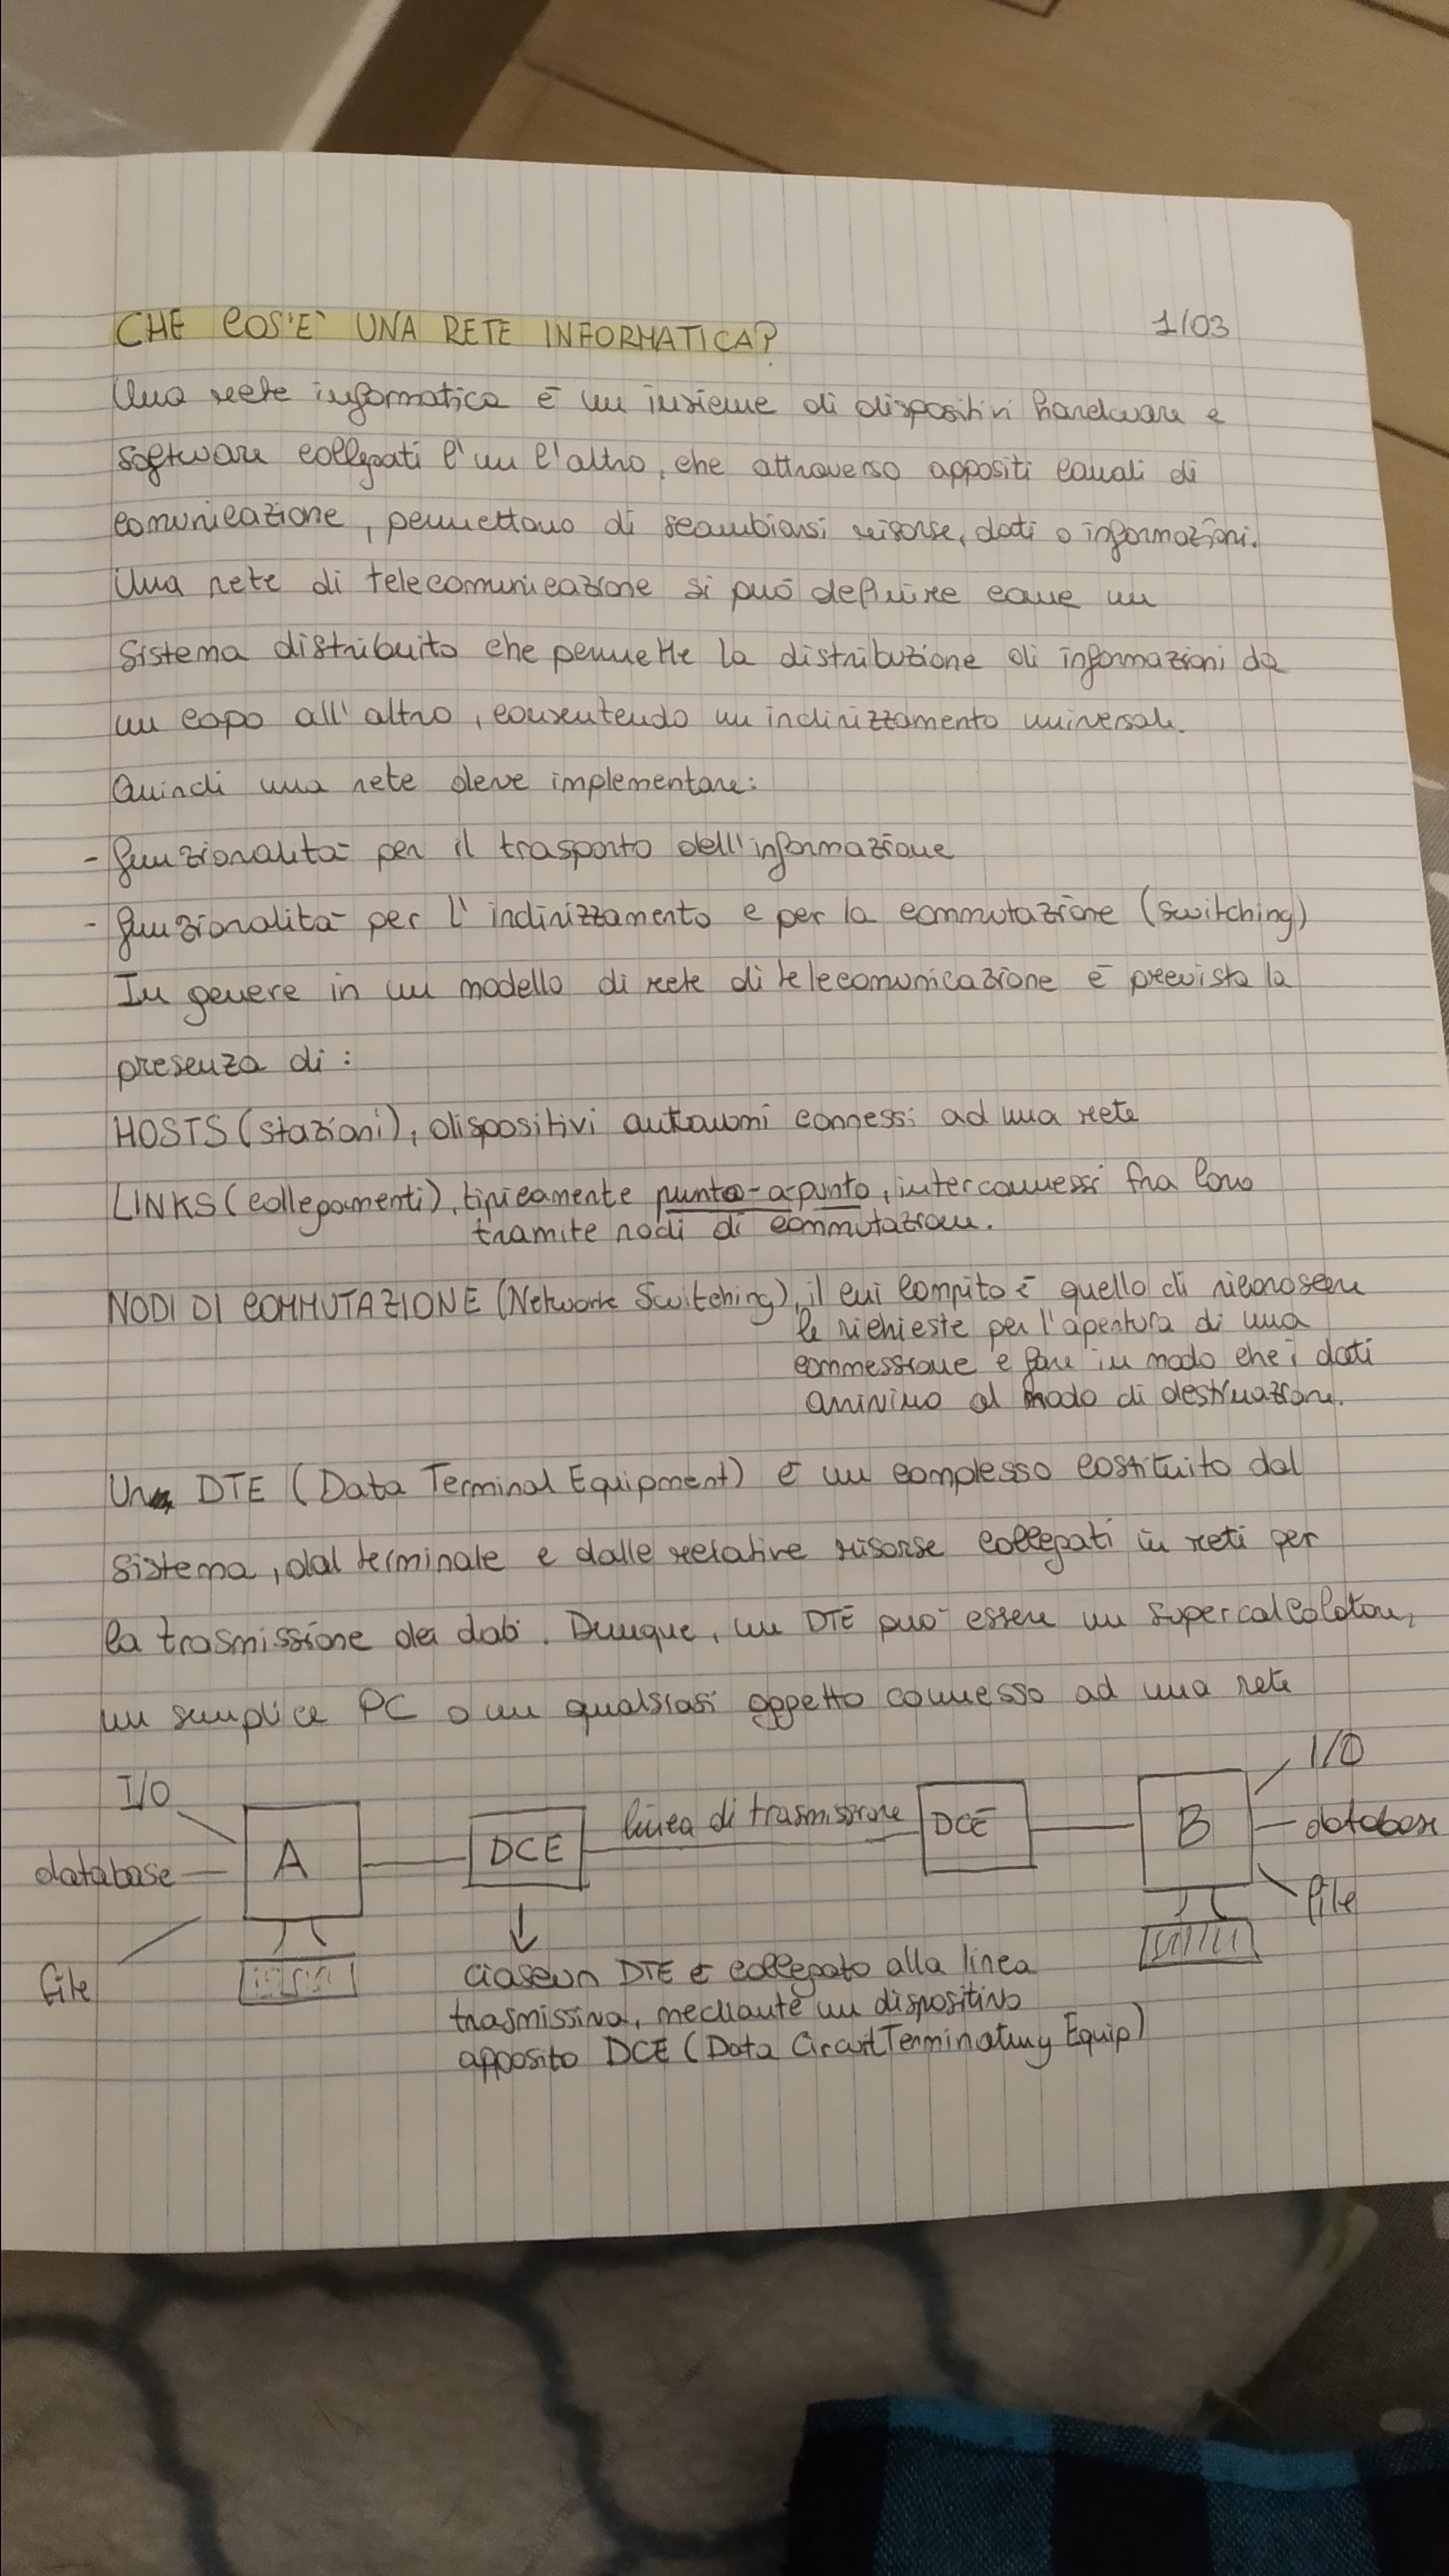 CHE COS'E' UNA RETE INFORMATICA?
1/03
Una rete informatica è un insieme di dispositivi hardware e
software collegati l'un l'altro, che attraverso appositi canali di
comunicazione, permettano di scambiarsi risorse, dati o informazioni.
Una rete di telecomunicazione si può definire come un
sistema distribuito che permette la distribuzione di informazioni da
un capo all'altro, consentendo un indirizzamento universale.
Quindi una rete deve implementare:
- funzionalità per il trasporto dell'informazione
- funzionalità per l'indirizzamento e per la commutazione (switching)
In genere in un modello di rete di telecomunicazione è prevista la
presenza di:
HOSTS (stazioni), dispositivi autonomi connessi ad una rete
LINKS (collegamenti), tipicamente punto-a-punto, interconnessi fra loro
tramite nodi di commutazione.
NODI DI COMMUTAZIONE (Network Switching), il cui compito è quello di riconoscere
le richieste per l'apertura di una
commessione e fare in modo che i dati
arrivino al nodo di destinazione.
Un DTE (Data Terminal Equipment) è un complesso costituito dal
sistema, dal terminale e dalle relative risorse collegati in reti per
la trasmissione dei dati. Dunque, un DTE può essere un supercalcolatore,
un semplice PC o un qualsiasi oggetto connesso ad una rete
I/O
I/O
A
DCE
linea di trasmissione
DCE
B
database
database
file
file
ciascun DTE è collegato alla linea
trasmissiva, mediante un dispositivo
apposito DCE (Data Circuit Terminating Equip)